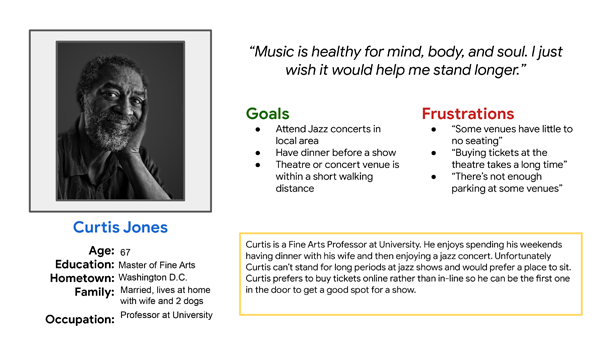 “Music is healthy for mind, body, and soul. I just
wish it would help me stand longer.”
Goals
● Attend Jazz concerts in
local area
● Have dinner before a show
● Theatre or concert venue is
within a short walking
distance
Frustrations
● “Some venues have little to
no seating”
● “Buying tickets at the
theatre takes a long time”
● “There’s not enough
parking at some venues”
Curtis Jones
Age: 67
Education: Master of Fine Arts
Hometown: Washington D.C.
Family: Married, lives at home
with wife and 2 dogs
Occupation: Professor at University
Curtis is a Fine Arts Professor at University. He enjoys spending his weekends
having dinner with his wife and then enjoying a jazz concert. Unfortunately
Curtis can’t stand for long periods at jazz shows and would prefer a place to sit.
Curtis prefers to buy tickets online rather than in-line so he can be the first one
in the door to get a good spot for a show.